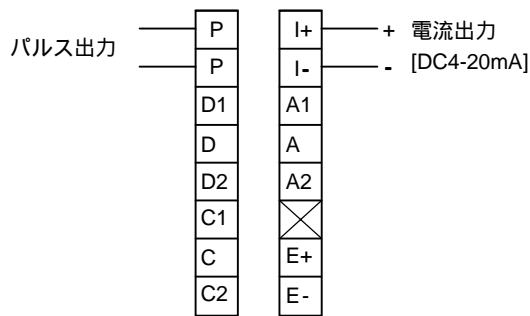 パルス出力
P
P
D1
D
D2
C1
C
C2
I+
I-
A1
A
A2
E+
E-
+ 電流出力
- [DC4-20mA]